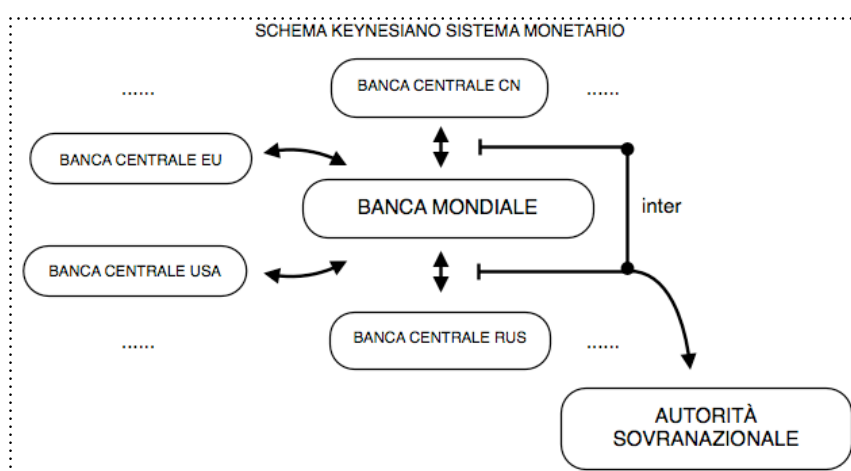 SCHEMA KEYNESIANO SISTEMA MONETARIO
...... BANCA CENTRALE CN ......
BANCA CENTRALE EU
BANCA MONDIALE
inter
BANCA CENTRALE USA
...... BANCA CENTRALE RUS ......
AUTORITÀ
SOVRANAZIONALE